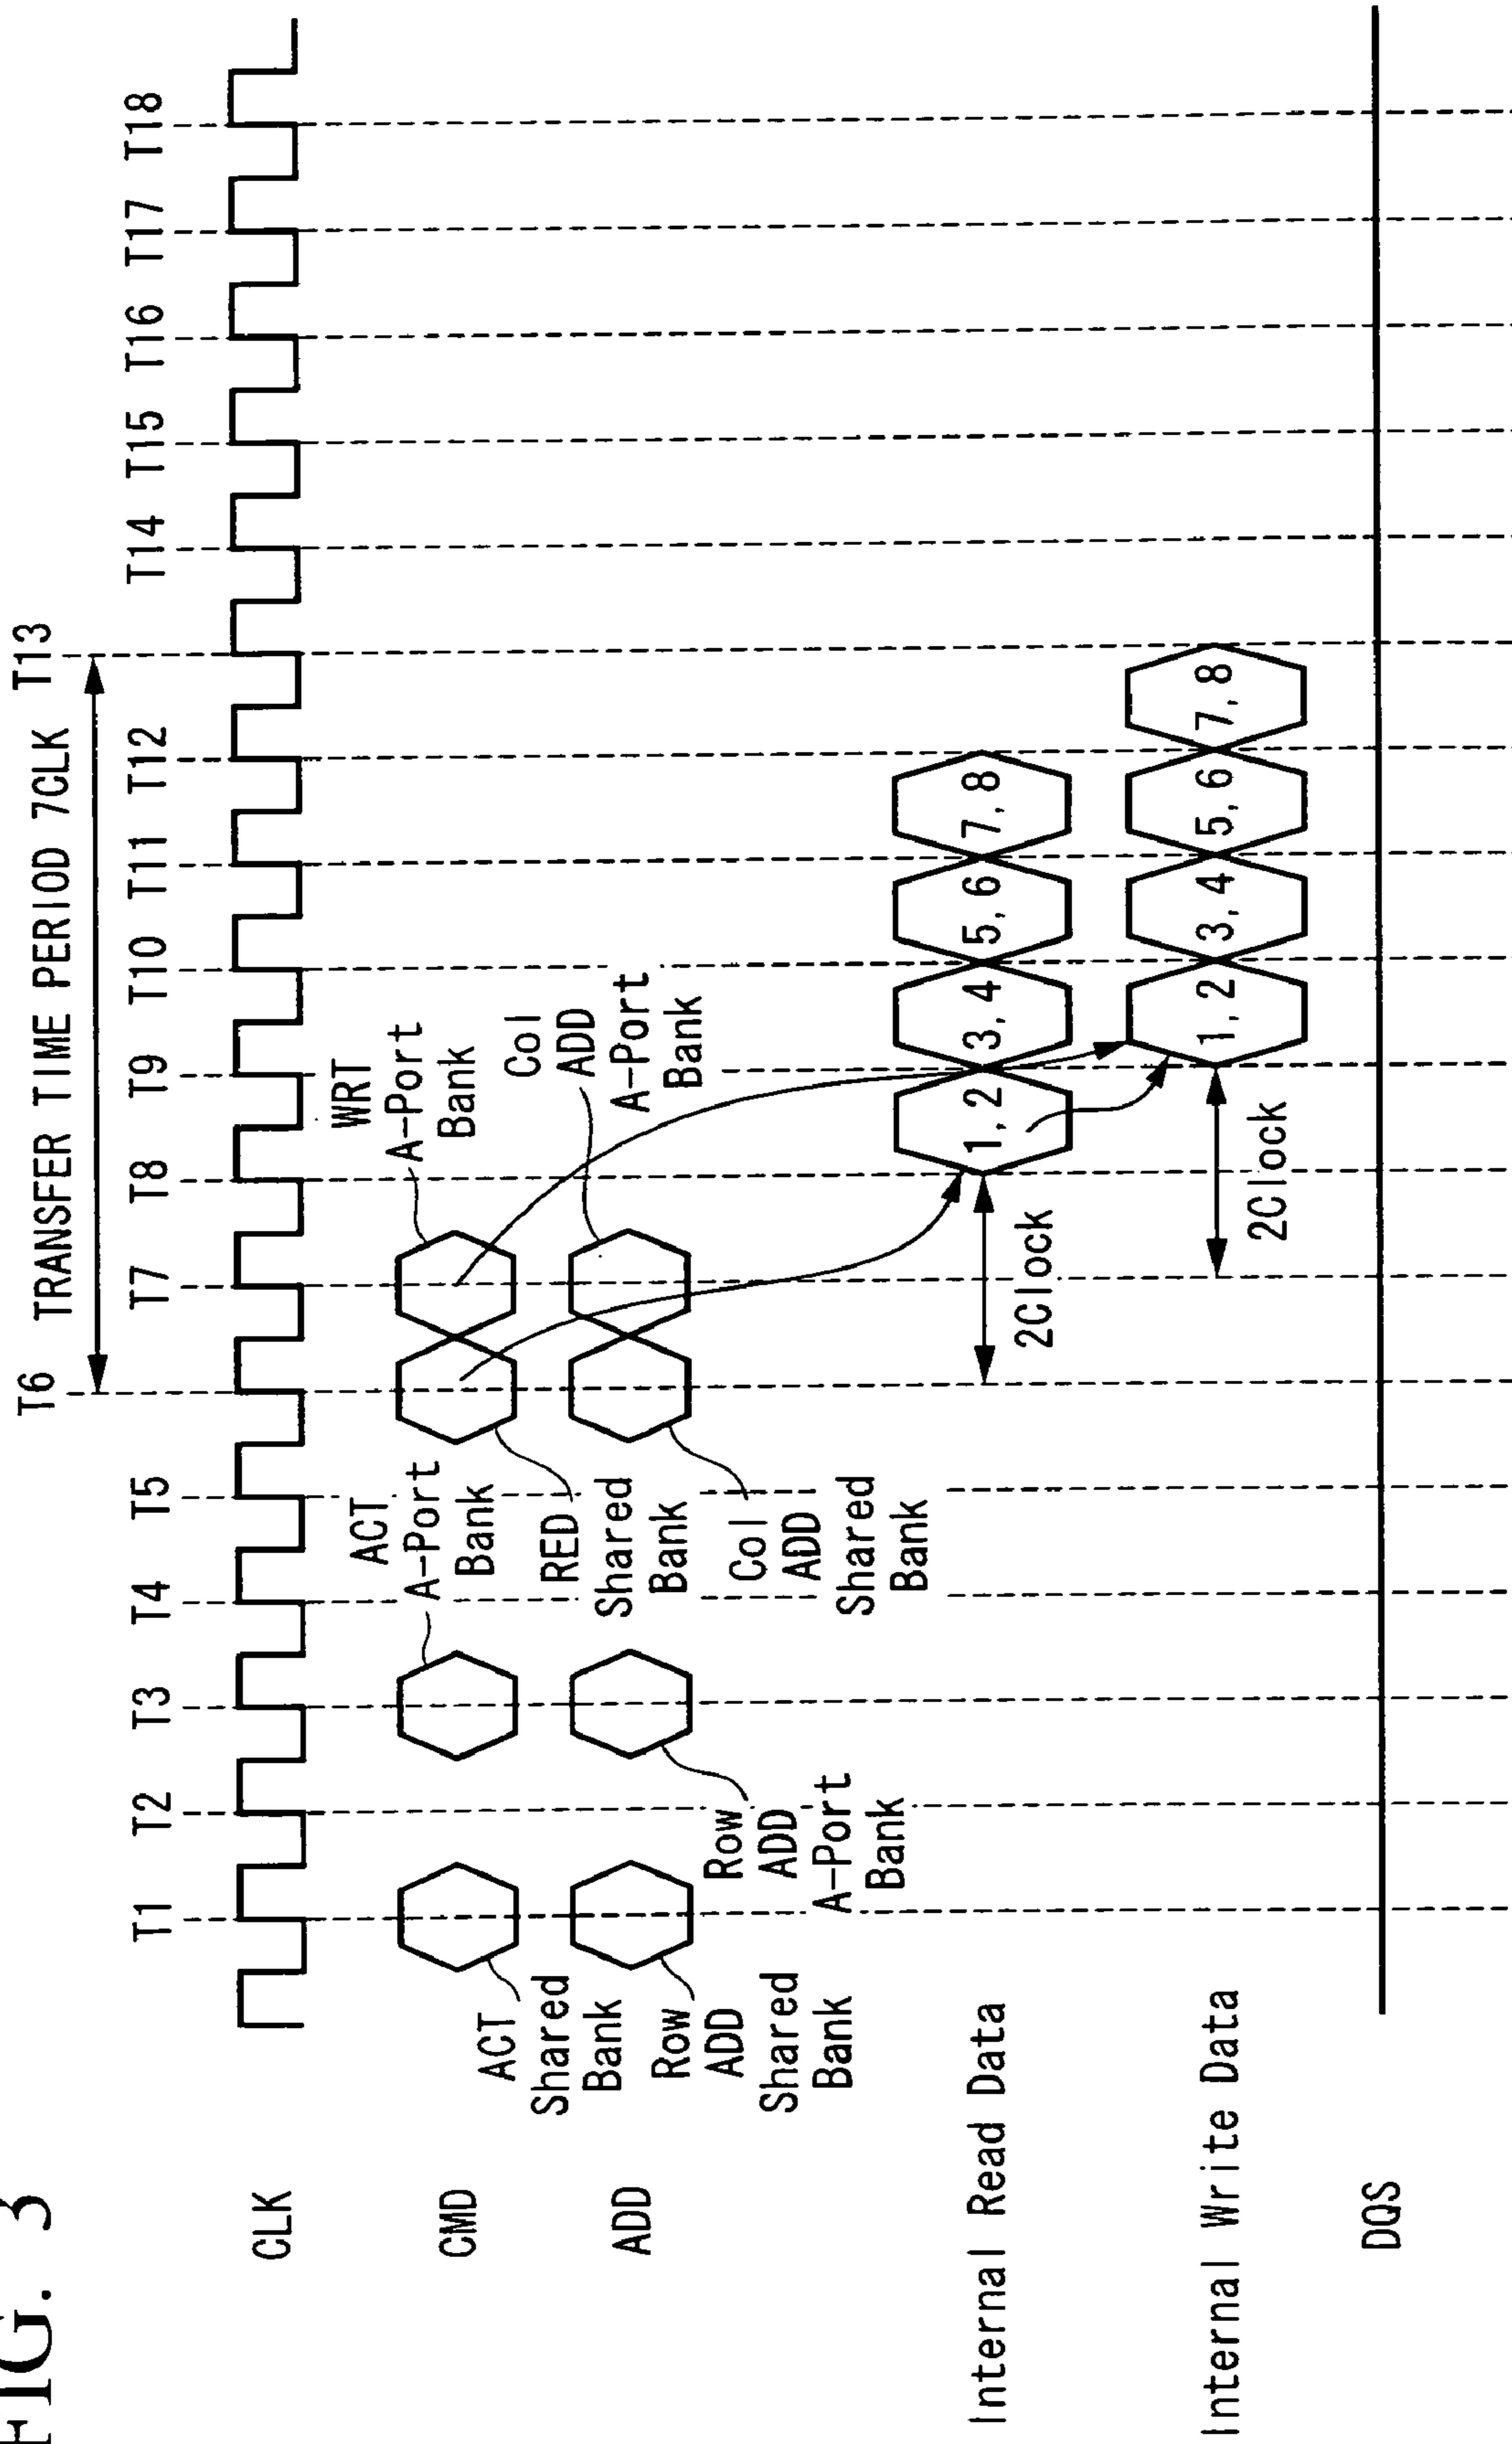 FIG. 3
T6 TRANSFER TIME PERIOD 7CLK T13
T1 T2 T3 T4 T5 T7 T8 T9 T10 T11 T12 T14 T15 T16 T17 T18
CLK
CMD
ACT
Shared
Bank
ACT
A-Port
Bank
RED
Shared
Bank
WRT
A-Port
Bank
ADD
Row
ADD
Shared
Bank
Row
ADD
A-Port
Bank
Col
ADD
Shared
Bank
Col
ADD
A-Port
Bank
Internal Read Data
1, 2 3, 4 5, 6 7, 8
2Clock
Internal Write Data
1, 2 3, 4 5, 6 7, 8
2Clock
DQS